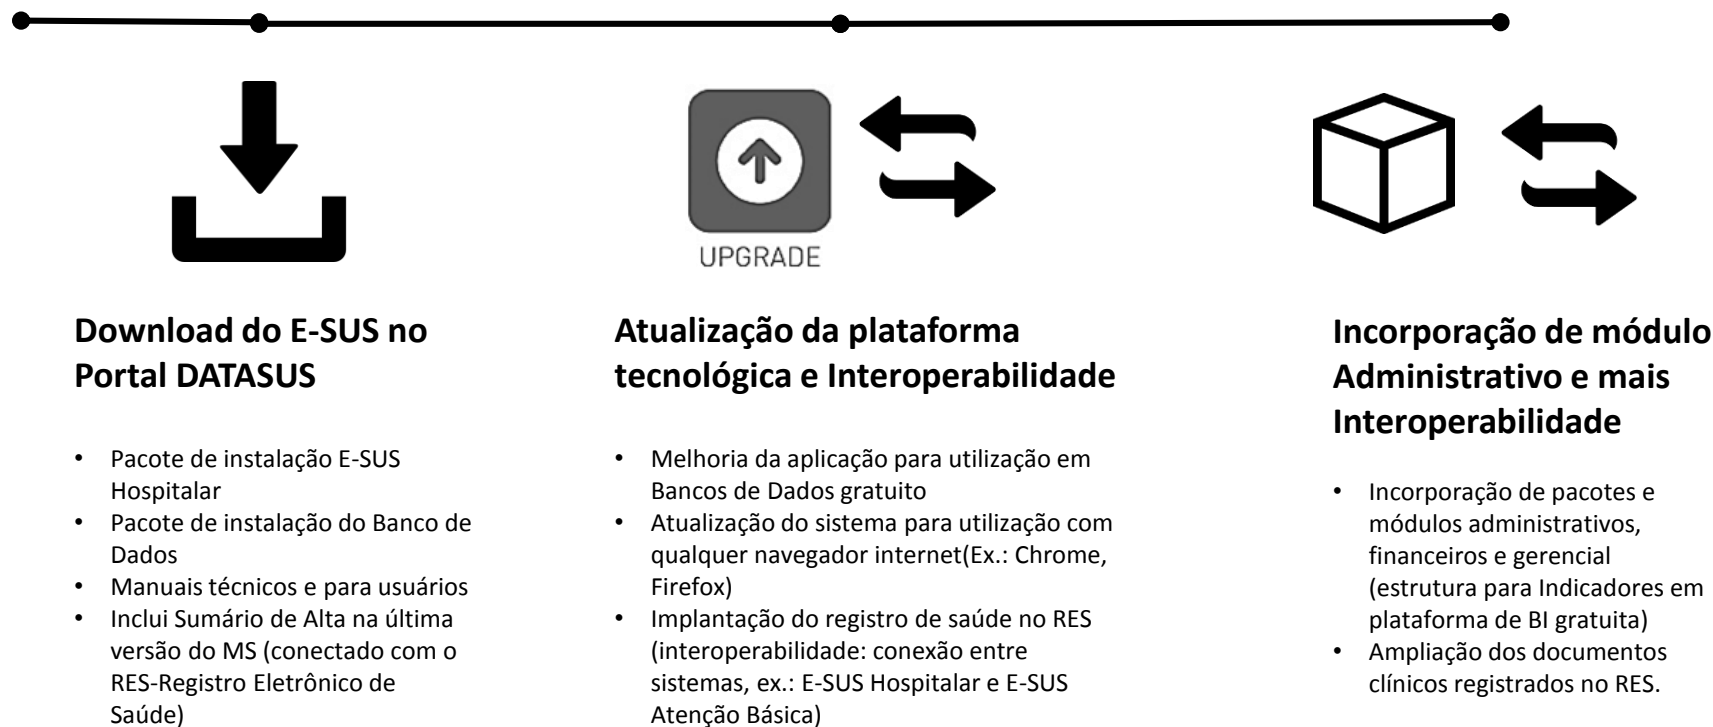 UPGRADE
Download do E-SUS no
Portal DATASUS
• Pacote de instalação E-SUS
Hospitalar
• Pacote de instalação do Banco de
Dados
• Manuais técnicos e para usuários
• Inclui Sumário de Alta na última
versão do MS (conectado com o
RES-Registro Eletrônico de
Saúde)
Atualização da plataforma
tecnológica e Interoperabilidade
• Melhoria da aplicação para utilização em
Bancos de Dados gratuito
• Atualização do sistema para utilização com
qualquer navegador internet(Ex.: Chrome,
Firefox)
• Implantação do registro de saúde no RES
(interoperabilidade: conexão entre
sistemas, ex.: E-SUS Hospitalar e E-SUS
Atenção Básica)
Incorporação de módulo
Administrativo e mais
Interoperabilidade
• Incorporação de pacotes e
módulos administrativos,
financeiros e gerencial
(estrutura para Indicadores em
plataforma de BI gratuita)
• Ampliação dos documentos
clínicos registrados no RES.